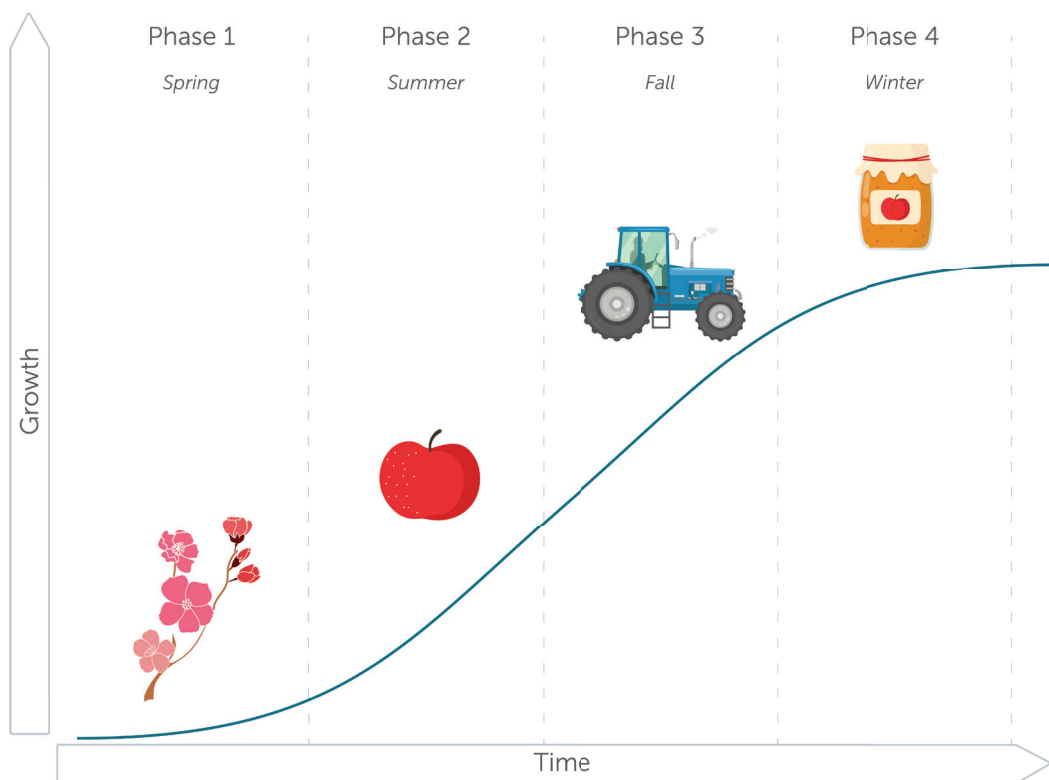 Phase 1
Phase 2
Phase 3
Phase 4
Spring
Summer
Fall
Winter
Growth
Time